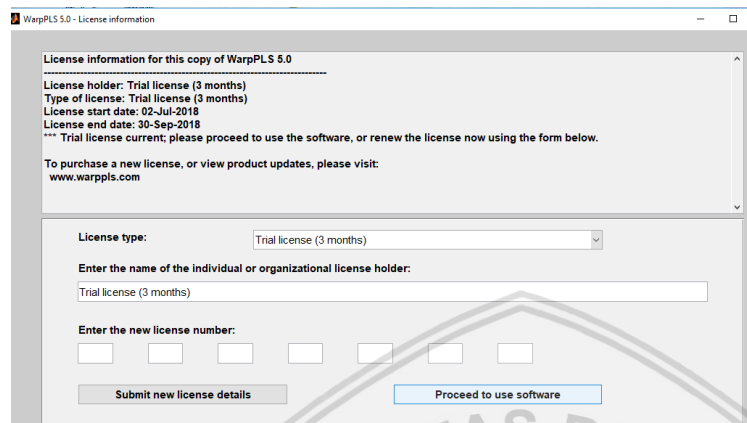 WarpPLS 5.0 - License information
License information for this copy of WarpPLS 5.0
------------------------------------------------------------------------------
License holder: Trial license (3 months)
Type of license: Trial license (3 months)
License start date: 02-Jul-2018
License end date: 30-Sep-2018
*** Trial license current; please proceed to use the software, or renew the license now using the form below.
To purchase a new license, or view product updates, please visit:
www.warppls.com
License type:
Trial license (3 months)
Enter the name of the individual or organizational license holder:
Trial license (3 months)
Enter the new license number:
Submit new license details
Proceed to use software